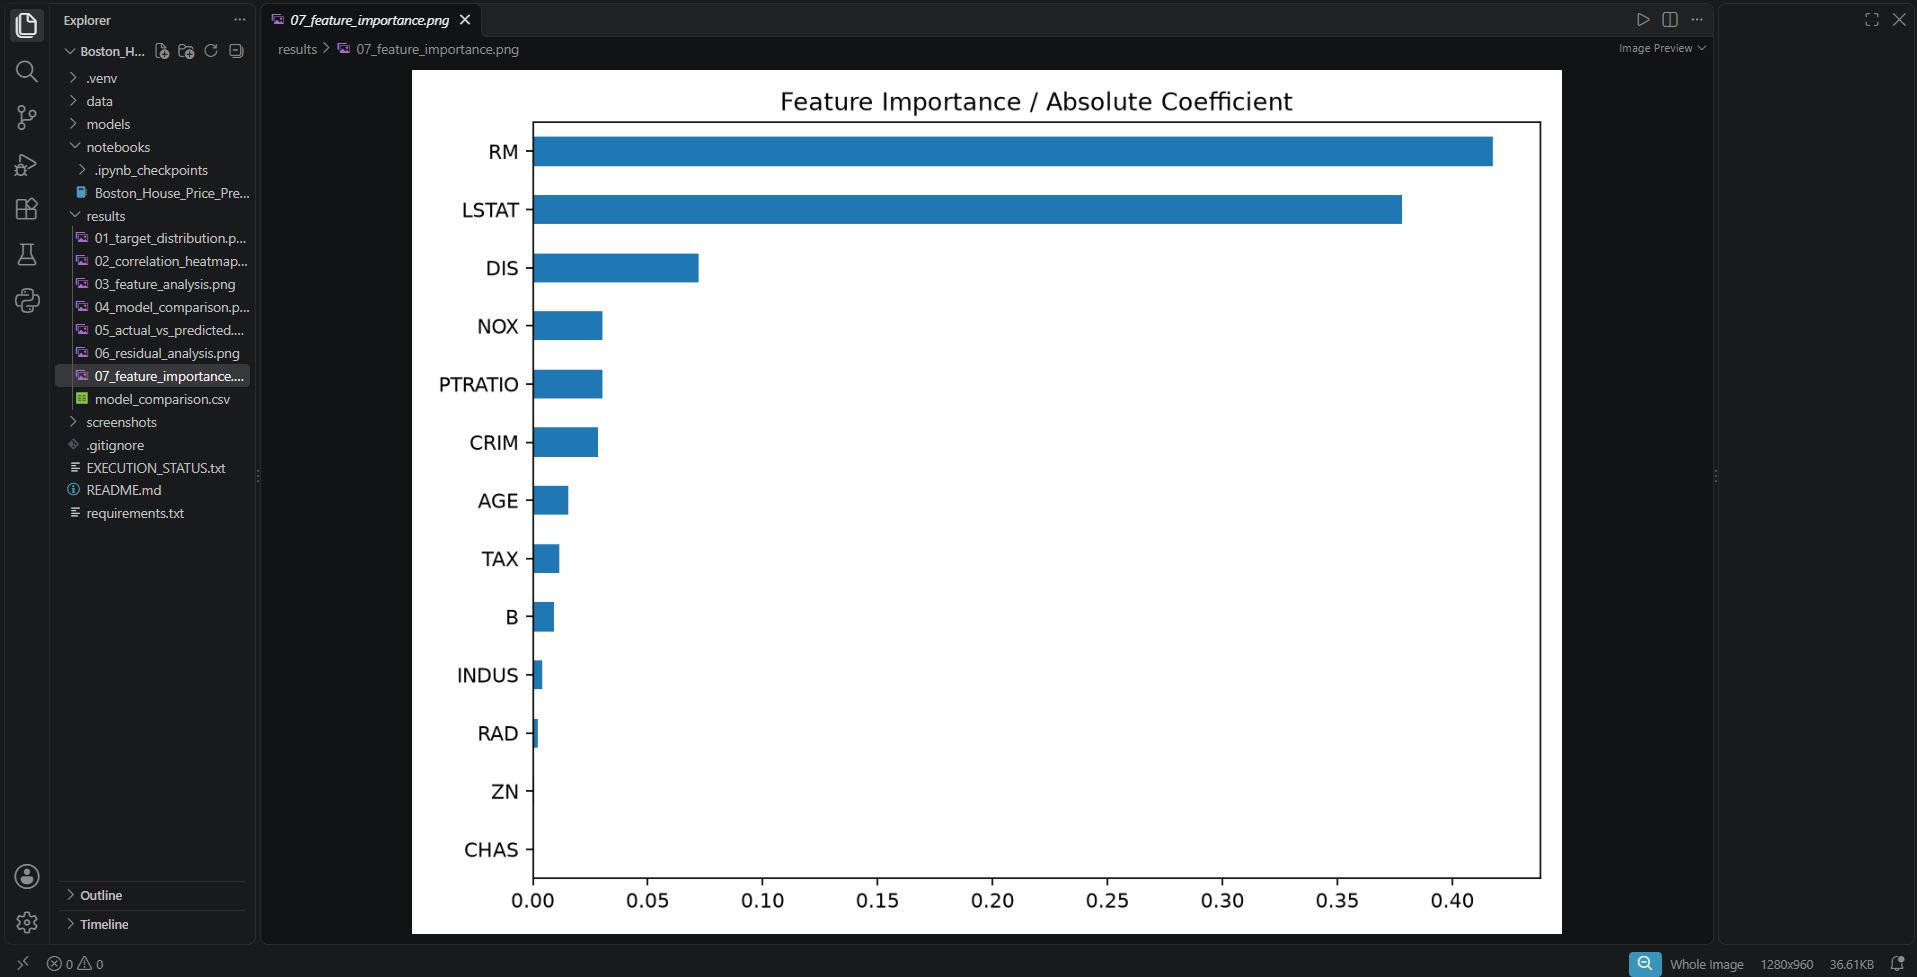 Explorer
Boston_H...
.venv
data
models
notebooks
.ipynb_checkpoints
Boston_House_Price_Pre...
results
01_target_distribution.p...
02_correlation_heatmap...
03_feature_analysis.png
04_model_comparison.p...
05_actual_vs_predicted....
06_residual_analysis.png
07_feature_importance....
model_comparison.csv
screenshots
.gitignore
EXECUTION_STATUS.txt
README.md
requirements.txt
Outline
Timeline
07_feature_importance.png
results > 07_feature_importance.png
Image Preview
Feature Importance / Absolute Coefficient
RM
LSTAT
DIS
NOX
PTRATIO
CRIM
AGE
TAX
B
INDUS
RAD
ZN
CHAS
0.00 0.05 0.10 0.15 0.20 0.25 0.30 0.35 0.40
0 0
Whole Image 1280x960 36.61KB